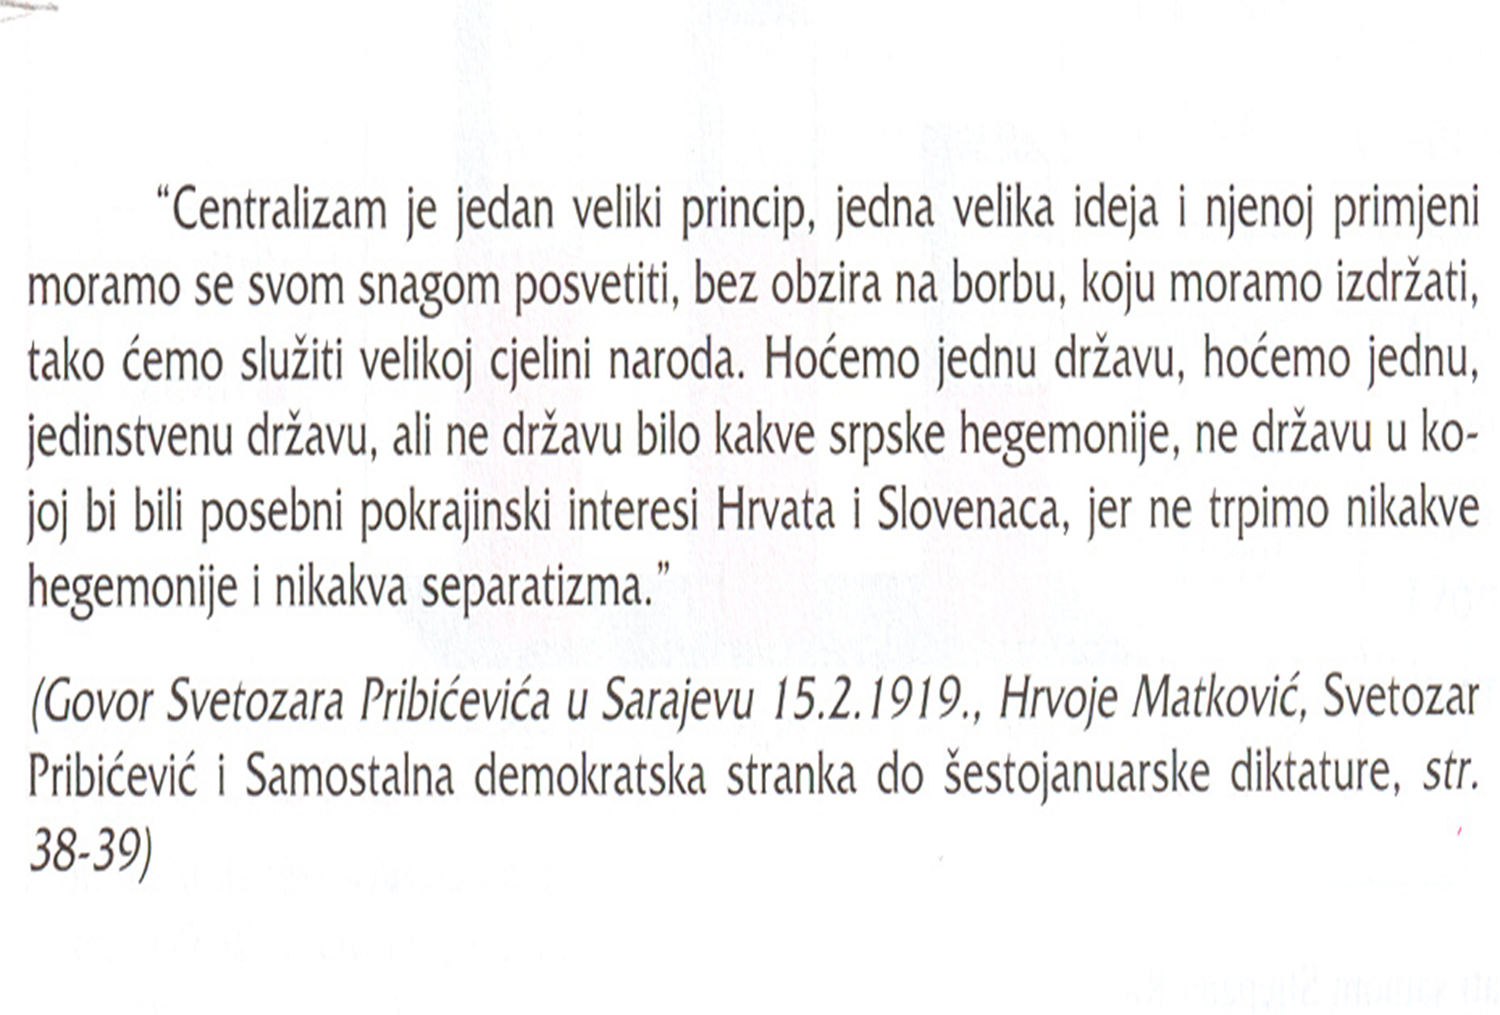 “Centralizam je jedan veliki princip, jedna velika ideja i njenoj primjeni
moramo se svom snagom posvetiti, bez obzira na borbu, koju moramo izdržati,
tako ćemo služiti velikoj cjelini naroda. Hoćemo jednu državu, hoćemo jednu,
jedinstvenu državu, ali ne državu bilo kakve srpske hegemonije, ne državu u ko-
joj bi bili posebni pokrajinski interesi Hrvata i Slovenaca, jer ne trpimo nikakve
hegemonije i nikakva separatizma.”
(Govor Svetozara Pribićevića u Sarajevu 15.2.1919., Hrvoje Matković, Svetozar
Pribićević i Samostalna demokratska stranka do šestojanuarske diktature, str.
38-39)